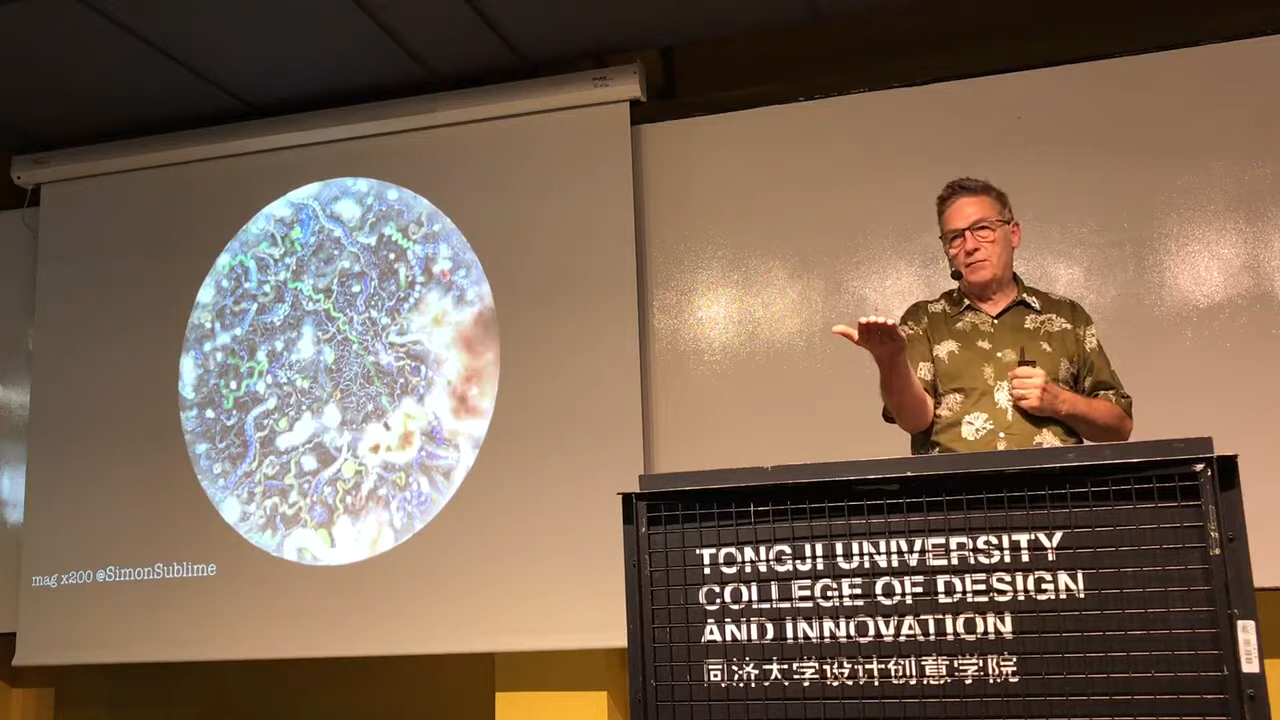 mag x200 @SimonSublime
TONGJI UNIVERSITY
COLLEGE OF DESIGN
AND INNOVATION
同济大学设计创意学院